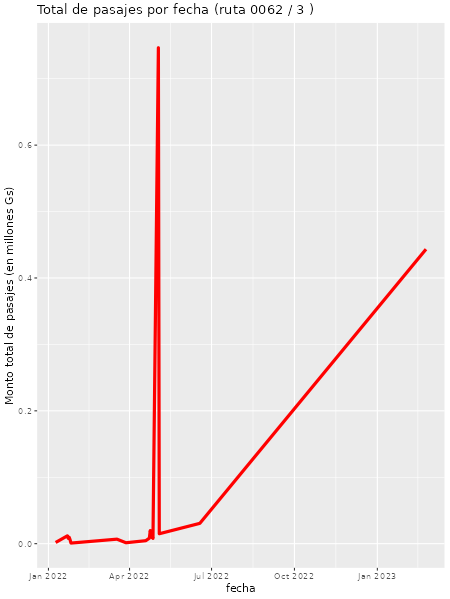 Total de pasajes por fecha (ruta 0062 / 3 )
Monto total de pasajes (en millones Gs)
0.6
0.4
0.2
0.0
Jan 2022
Apr 2022
Jul 2022
Oct 2022
Jan 2023
fecha